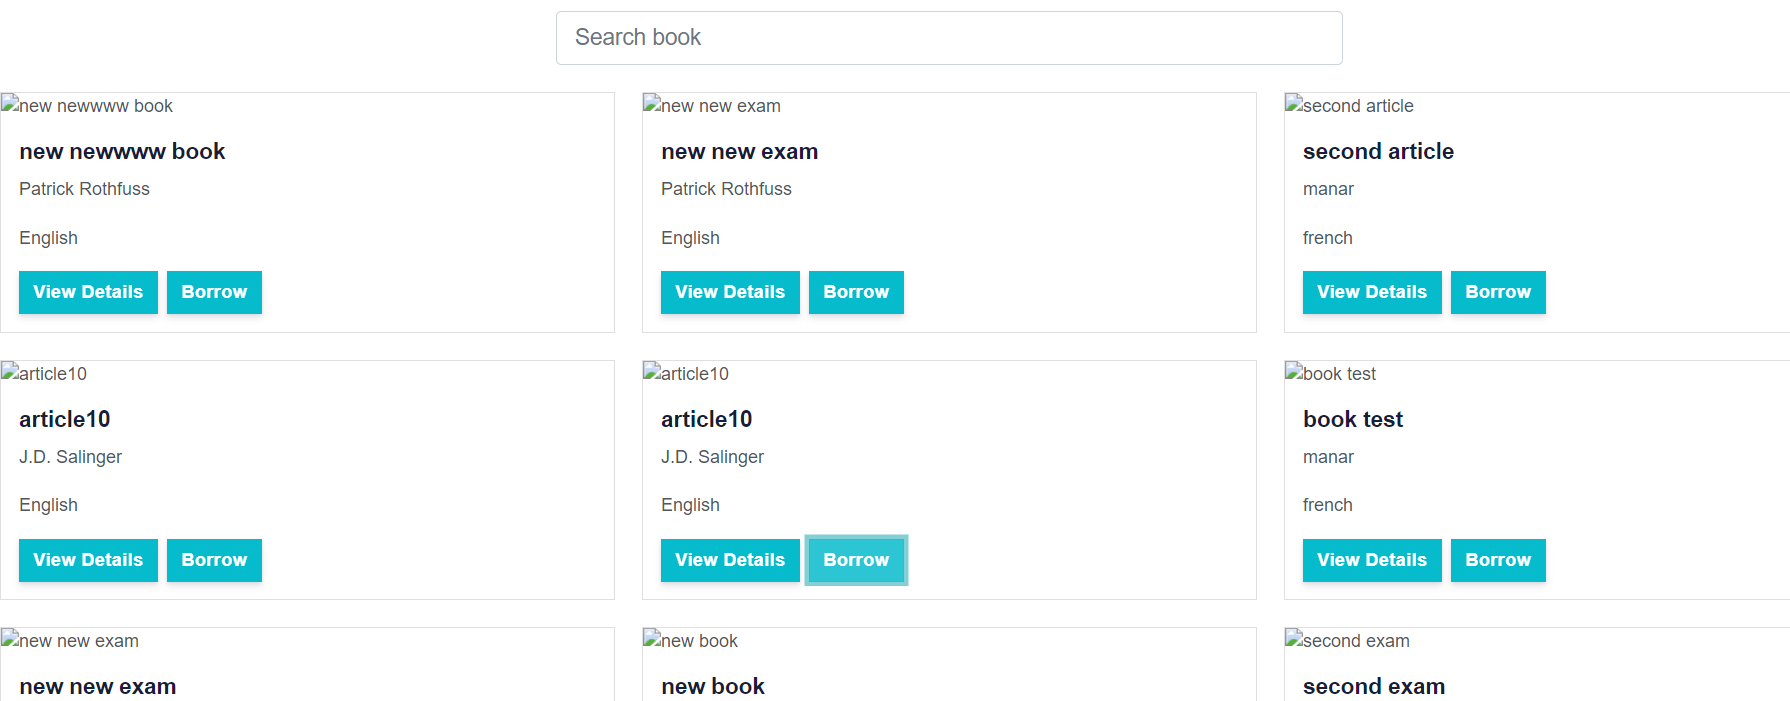 Search book
new newwww book
new new exam
second article
new newwww book
new new exam
second article
Patrick Rothfuss
Patrick Rothfuss
manar
English
English
french
View Details Borrow
View Details Borrow
View Details Borrow
article10
article10
book test
article10
article10
book test
J.D. Salinger
J.D. Salinger
manar
English
English
french
View Details Borrow
View Details Borrow
View Details Borrow
new new exam
new book
second exam
new new exam
new book
second exam